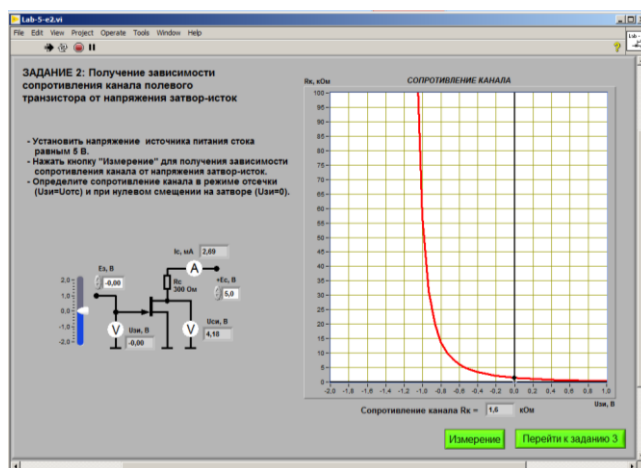 Lab-5-e2.vi
File Edit View Project Operate Tools Window Help
ЗАДАНИЕ 2: Получение зависимости
сопротивления канала полевого
транзистора от напряжения затвор-исток
- Установить напряжение источника питания стока
равным 5 В.
- Нажать кнопку "Измерение" для получения зависимости
сопротивления канала от напряжения затвор-исток.
- Определите сопротивление канала в режиме отсечки
(Uзи=Uотс) и при нулевом смещении на затворе (Uзи=0).
Rк, кОм
СОПРОТИВЛЕНИЕ КАНАЛА
100
95
90
85
80
75
70
65
60
55
50
45
40
35
30
25
20
15
10
5
0
-2,0 -1,8 -1,6 -1,4 -1,2 -1,0 -0,8 -0,6 -0,4 -0,2 0,0 0,2 0,4 0,6 0,8 1,0
Uзи, В
Ic, мА 2,69
A
Eз, В
-0,00
2,0
1,0
0,0
-1,0
-2,0
Rc
300 Ом
+Ec, В
5,0
V
Uзи, В
-0,00
V
Uси, В
4,18
Сопротивление канала Rк = 1,6 кОм
Измерение
Перейти к заданию 3